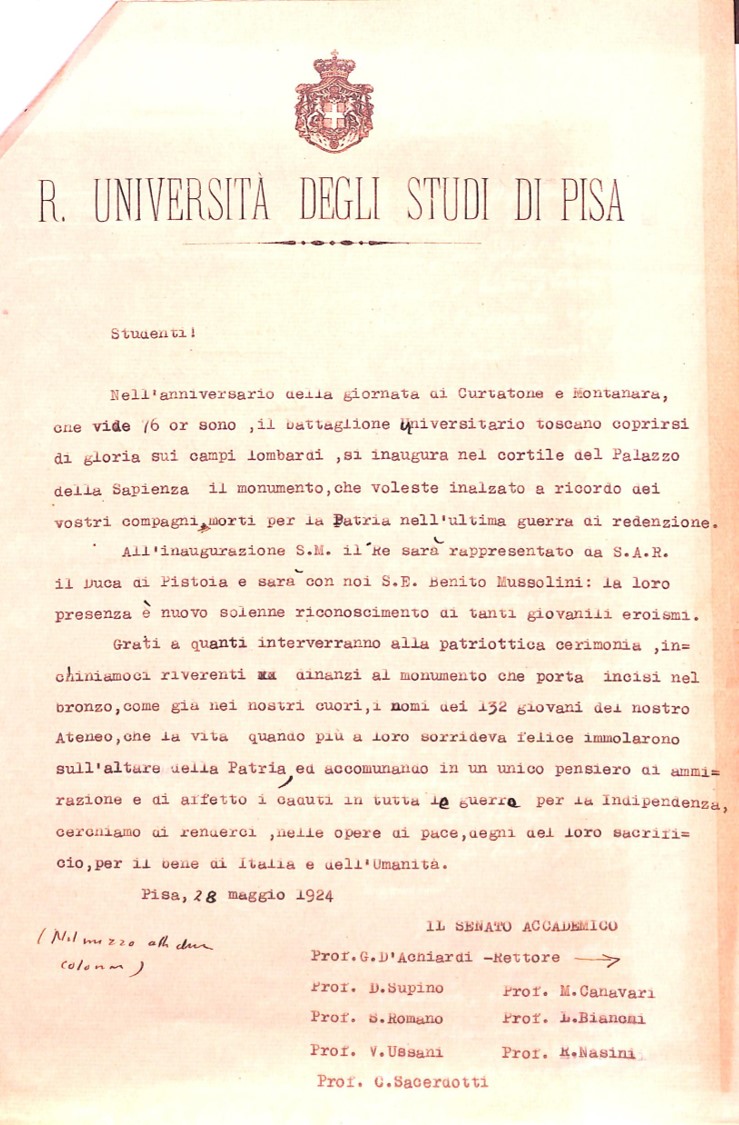 R. UNIVERSITÀ DEGLI STUDI DI PISA
Studenti!
Nell'anniversario della giornata di Curtatone e Montanara,
che vide 76 or sono ,il battaglione Universitario toscano coprirsi
di gloria sui campi lombardi ,si inaugura nel cortile del Palazzo
della Sapienza il monumento,che voleste inalzato a ricordo dei
vostri compagni,morti per la Patria nell'ultima guerra di redenzione.
All'inaugurazione S.M. il Re sarà rappresentato da S.A.R.
il Duca di Pistoia e sarà con noi S.E. Benito Mussolini: la loro
presenza è nuovo solenne riconoscimento di tanti giovanili eroismi.
Grati a quanti interverranno alla patriottica cerimonia ,in=
chiniamoci riverenti xx dinanzi al monumento che porta incisi nel
bronzo,come già nei nostri cuori,i nomi dei 132 giovani del nostro
Ateneo,che la vita quando più a loro sorrideva felice immolarono
sull'altare della Patria,ed accomunando in un unico pensiero di ammi=
razione e di affetto i caduti in tutta le guerre per la Indipendenza,
cerchiamo di renderci ,nelle opere di pace,degni del loro sacrifi=
cio,per il bene di Italia e dell'Umanità.
Pisa, 28 maggio 1924
IL SENATO ACCADEMICO
(Nel mezzo alle due
colonne)
Prof.G.D'Achiardi -Rettore →
Prof. D.Supino Prof. M.Canavari
Prof. S.Romano Prof. L.Bianchi
Prof. V.Ussani Prof. R.Nasini
Prof. C.Sacerdotti